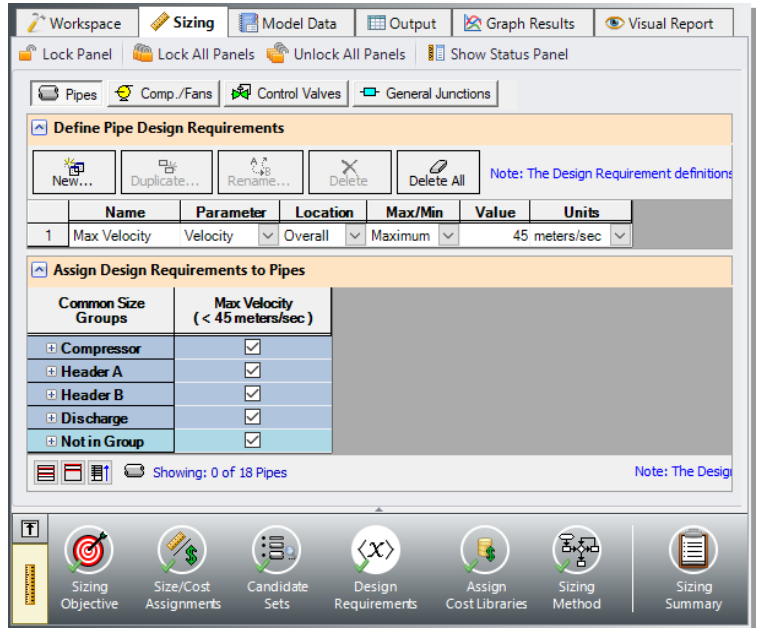 Workspace Sizing Model Data Output Graph Results Visual Report
Lock Panel Lock All Panels Unlock All Panels Show Status Panel
Pipes Comp./Fans Control Valves General Junctions
Define Pipe Design Requirements
New... Duplicate... Rename... Delete Delete All Note: The Design Requirement definitions
Name Parameter Location Max/Min Value Units
1 Max Velocity Velocity Overall Maximum 45 meters/sec
Assign Design Requirements to Pipes
Common Size Max Velocity
Groups ( < 45 meters/sec )
Compressor
Header A
Header B
Discharge
Not in Group
Showing: 0 of 18 Pipes Note: The Desig
Sizing Size/Cost Candidate Design Assign Sizing Sizing
Objective Assignments Sets Requirements Cost Libraries Method Summary